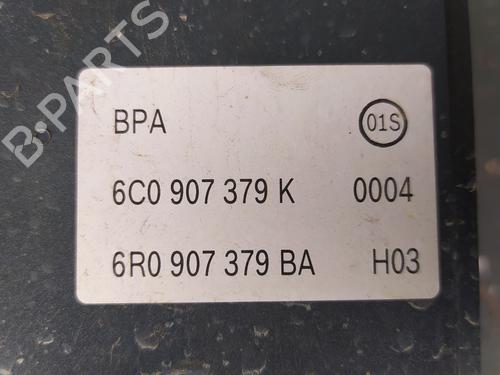 B-PARTS
BPA 01S
6C0 907 379 K 0004
6R0 907 379 BA H03